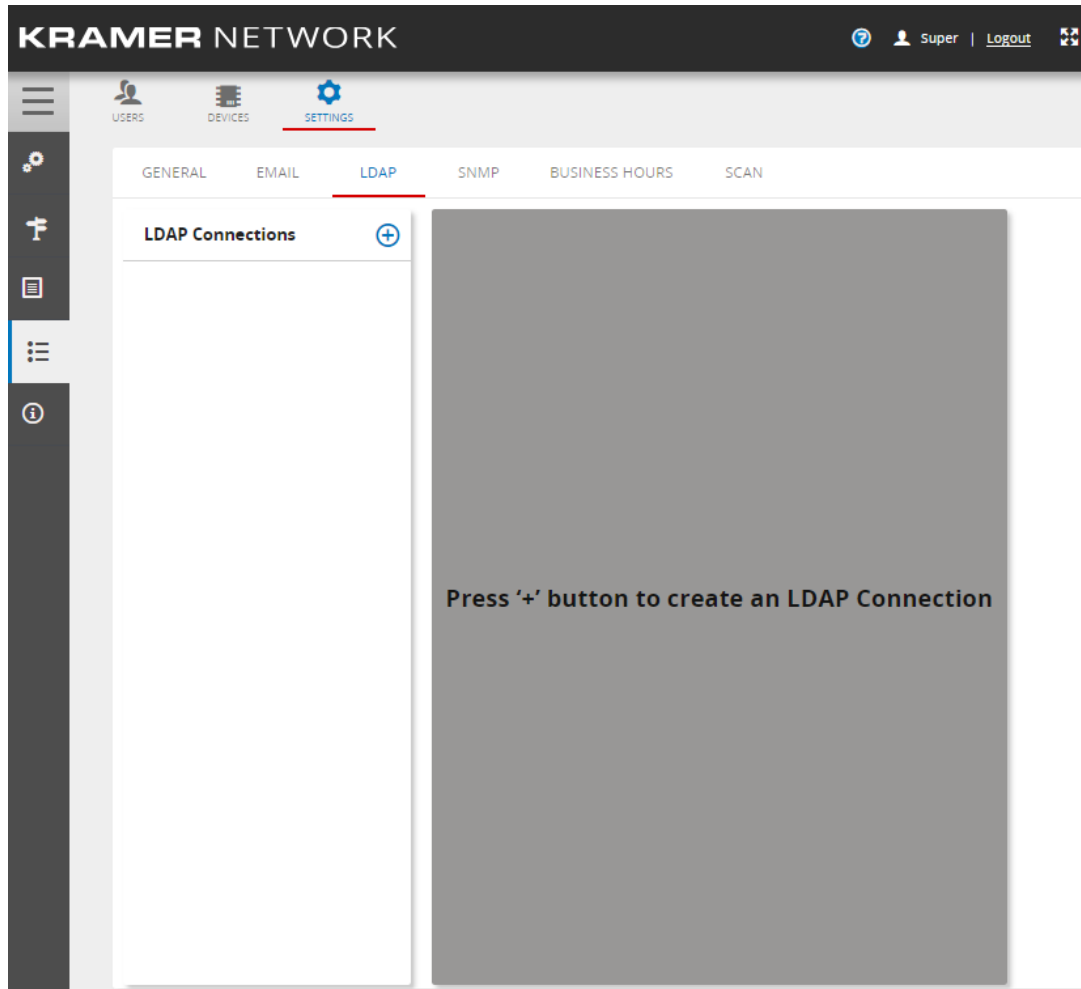 KRAMER NETWORK
Super | Logout
USERS DEVICES SETTINGS
GENERAL EMAIL LDAP SNMP BUSINESS HOURS SCAN
LDAP Connections
Press ‘+’ button to create an LDAP Connection